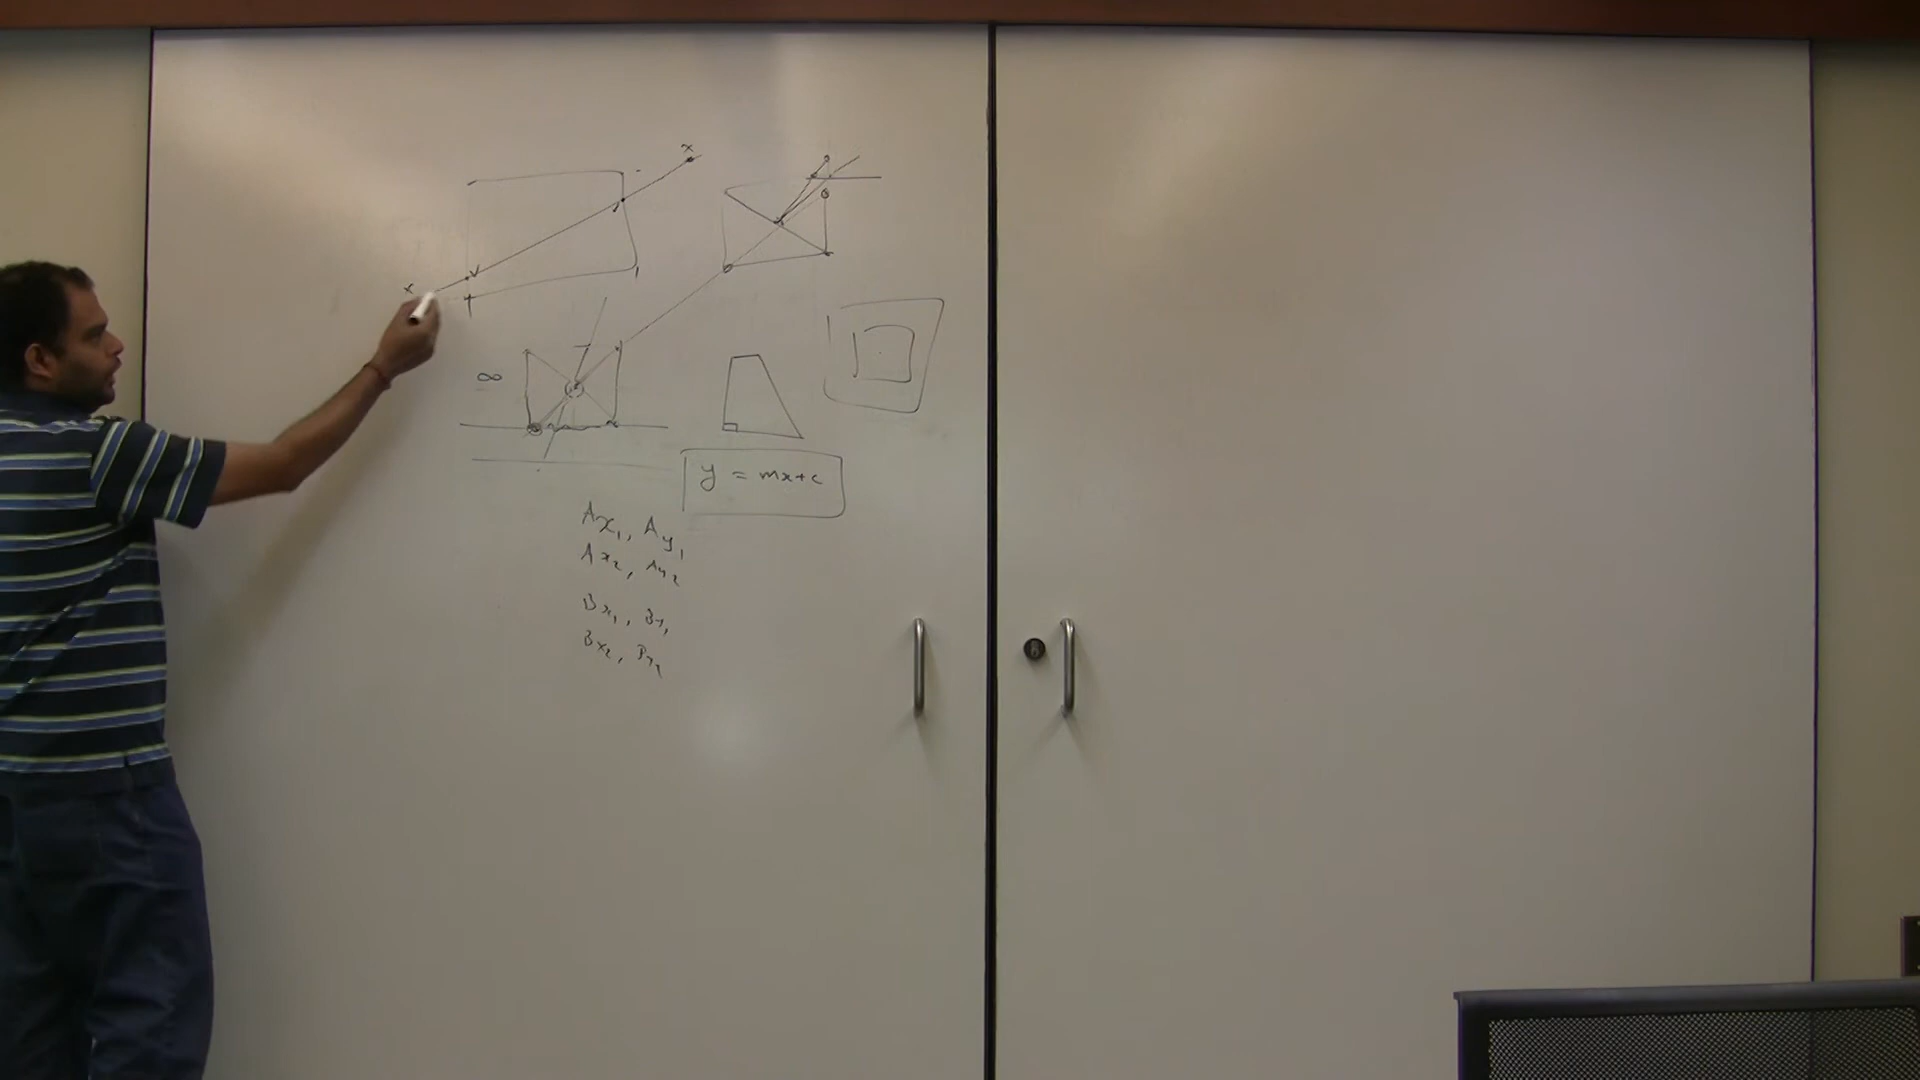 x
x
∞
y = mx+c
Ax₁, Ay₁
Ax₂, Ay₂
Bx₁, By₁
Bx₂, By₂